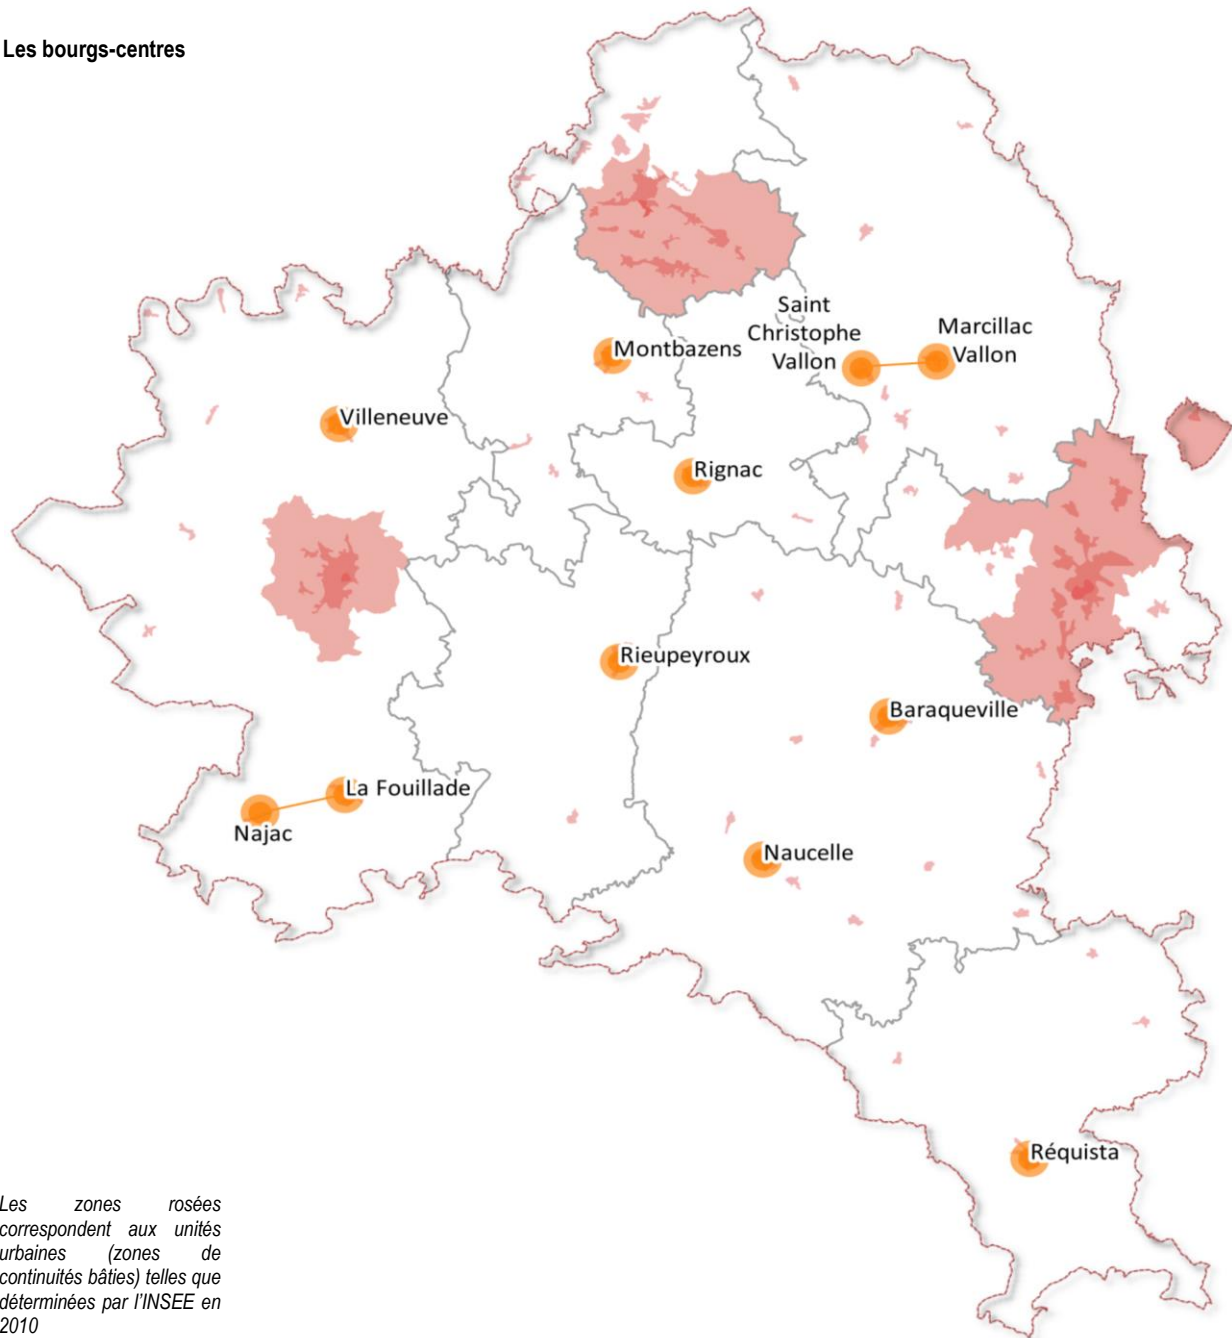 Les bourgs-centres
Saint
Christophe
Vallon
Marcillac
Vallon
Montbazens
Villeneuve
Rignac
Rieupeyroux
Baraqueville
La Fouillade
Najac
Naucelle
Réquista
Les zones rosées
correspondent aux unités
urbaines (zones de
continuités bâties) telles que
déterminées par l'INSEE en
2010